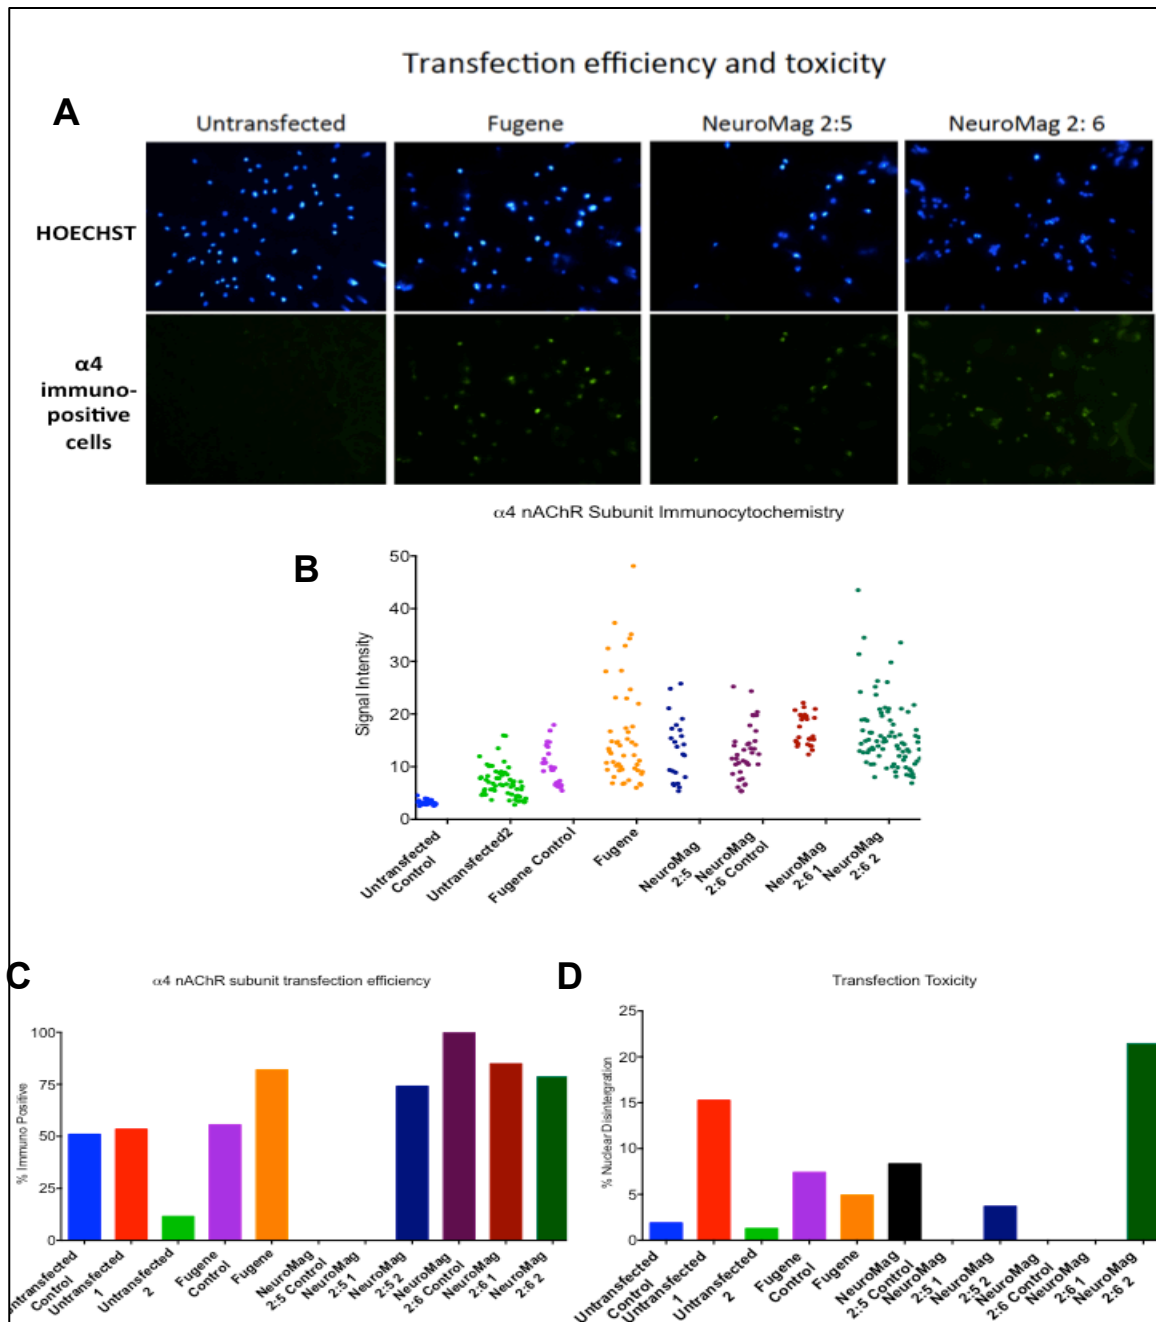 Transfection efficiency and toxicity
A
Untransfected
Fugene
NeuroMag 2:5
NeuroMag 2: 6
HOECHST
α4
immuno-
positive
cells
α4 nAChR Subunit Immunocytochemistry
B
50
40
30
20
10
0
Signal Intensity
Untransfected
Control
Untransfected2
Fugene Control
Fugene
NeuroMag
2:5
NeuroMag
2:6 Control
NeuroMag
2:6 1
NeuroMag
2:6 2
C
α4 nAChR subunit transfection efficiency
100
75
50
25
0
% Immuno Positive
Untransfected
Control
Untransfected
1
Untransfected
2
Fugene
Control
Fugene
NeuroMag
2:5 Control
NeuroMag
2:5 1
NeuroMag
2:5 2
NeuroMag
2:6 Control
NeuroMag
2:6 1
NeuroMag
2:6 2
D
Transfection Toxicity
25
20
15
10
5
0
% Nuclear Disintergration
Untransfected
Control
Untransfected
1
Untransfected
2
Fugene
Control
Fugene
NeuroMag
2:5 Control
NeuroMag
2:5 1
NeuroMag
2:5 2
NeuroMag
2:6 Control
NeuroMag
2:6 1
NeuroMag
2:6 2